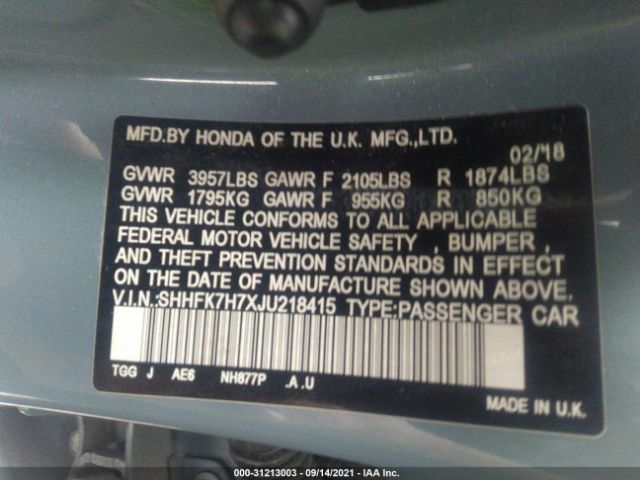 MFD.BY HONDA OF THE U.K. MFG.,LTD.
02/'18
GVWR 3957LBS GAWR F 2105LBS R 1874LBS
GVWR 1795KG GAWR F 955KG R 850KG
THIS VEHICLE CONFORMS TO ALL APPLICABLE
FEDERAL MOTOR VEHICLE SAFETY , BUMPER ,
AND THEFT PREVENTION STANDARDS IN EFFECT
ON THE DATE OF MANUFACTURE SHOWN ABOVE.
V.I.N.:SHHFK7H7XJU218415 TYPE:PASSENGER CAR
TGG J AE6 NH877P .A.U
MADE IN U.K.
000-31213003 — 09/14/2021 — IAA Inc.